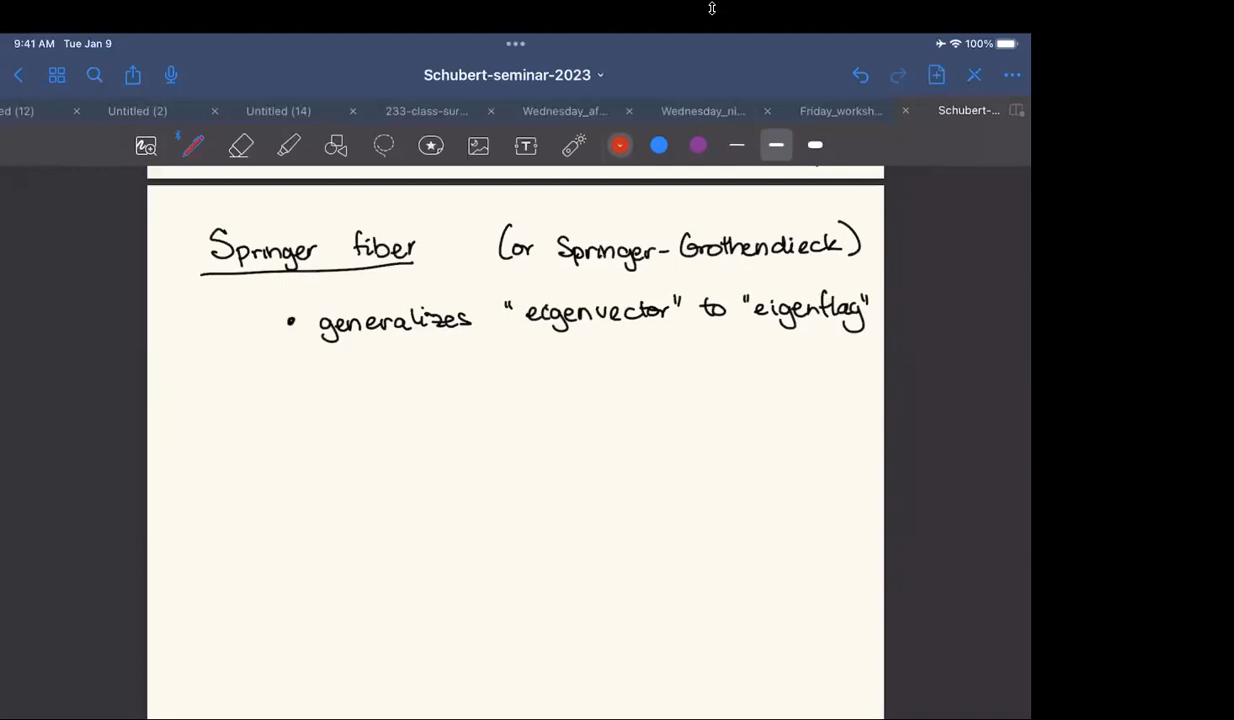 9:41 AM Tue Jan 9
100%
Schubert-seminar-2023
ed (12)
Untitled (2)
Untitled (14)
233-class-sur...
Wednesday_af...
Wednesday_ni...
Friday_worksh...
Schubert-...
Springer fiber (or Springer-Grothendieck)
• generalizes "eigenvector" to "eigenflag"